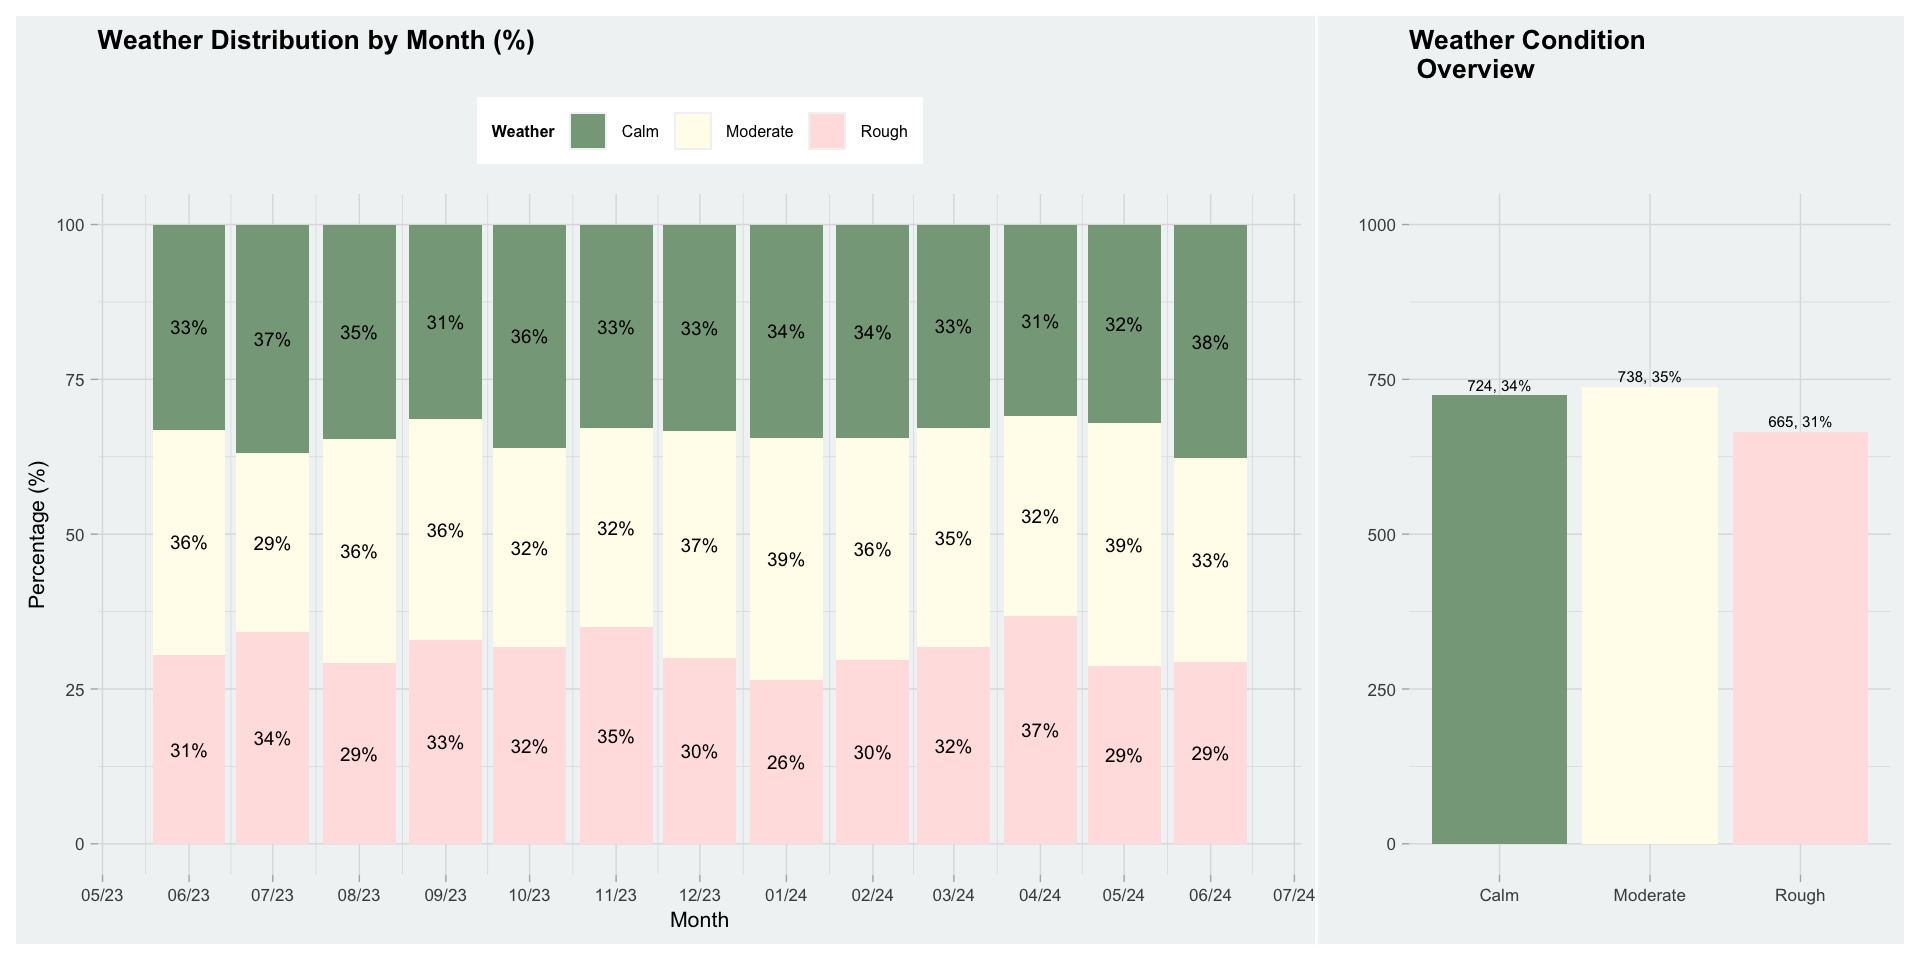 Weather Distribution by Month (%)
Weather Calm Moderate Rough
Percentage (%)
100
75
50
25
0
33% 37% 35% 31% 36% 33% 33% 34% 34% 33% 31% 32% 38%
36% 29% 36% 36% 32% 32% 37% 39% 36% 35% 32% 39% 33%
31% 34% 29% 33% 32% 35% 30% 26% 30% 32% 37% 29% 29%
05/23 06/23 07/23 08/23 09/23 10/23 11/23 12/23 01/24 02/24 03/24 04/24 05/24 06/24 07/24
Month
Weather Condition
Overview
1000
750
500
250
0
724, 34% 738, 35% 665, 31%
Calm Moderate Rough